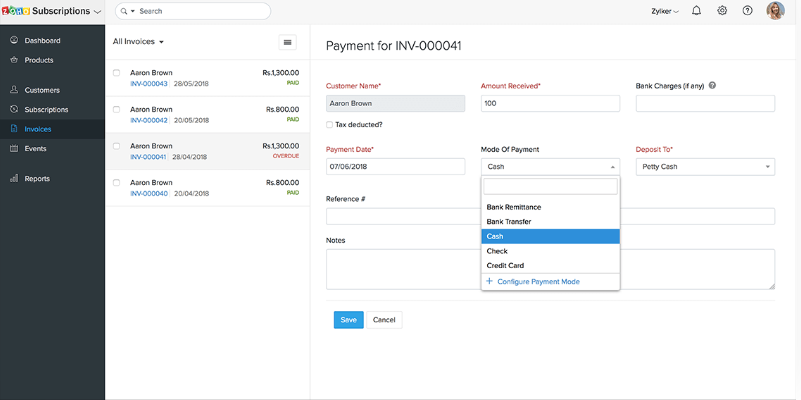 ZOHO Subscriptions
Search
Zylker
Dashboard
Products
Customers
Subscriptions
Invoices
Events
Reports
All Invoices
Aaron Brown Rs.1,300.00
INV-000043 28/05/2018 PAID
Aaron Brown Rs.800.00
INV-000042 20/05/2018 PAID
Aaron Brown Rs.1,300.00
INV-000041 28/04/2018 OVERDUE
Aaron Brown Rs.800.00
INV-000040 20/04/2018 PAID
Payment for INV-000041
Customer Name* Amount Received* Bank Charges (if any)
Aaron Brown 100
Tax deducted?
Payment Date* Mode Of Payment Deposit To*
07/06/2018 Cash Petty Cash
Reference #
Bank Remittance
Bank Transfer
Cash
Check
Credit Card
+ Configure Payment Mode
Notes
Save Cancel